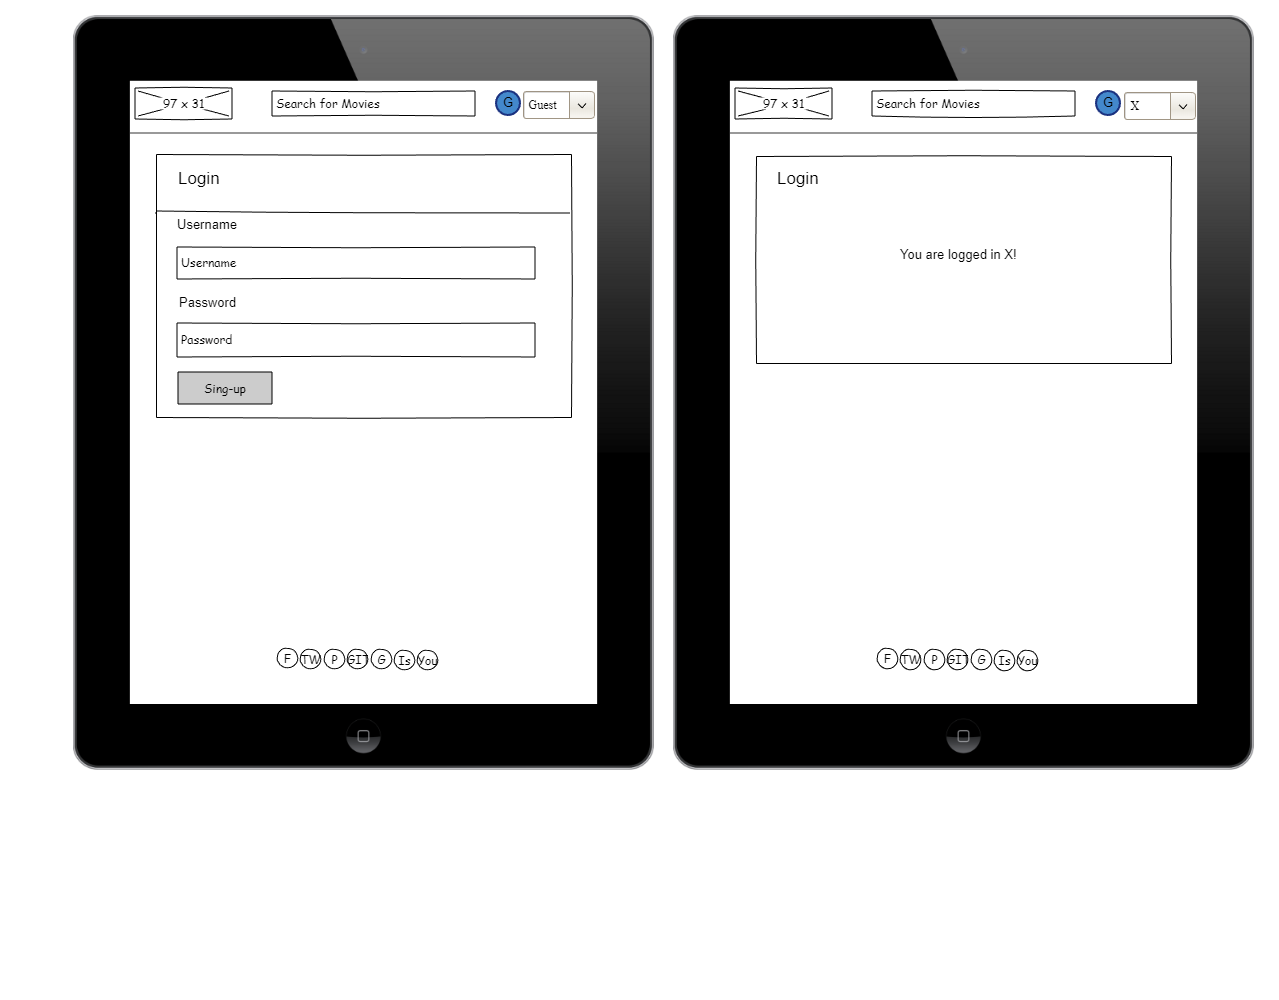 97 x 31
Search for Movies
G
Guest
Login
Username
Username
Password
Password
Sing-up
F TW P GIT G Is You
97 x 31
Search for Movies
G
X
Login
You are logged in X!
F TW P GIT G Is You